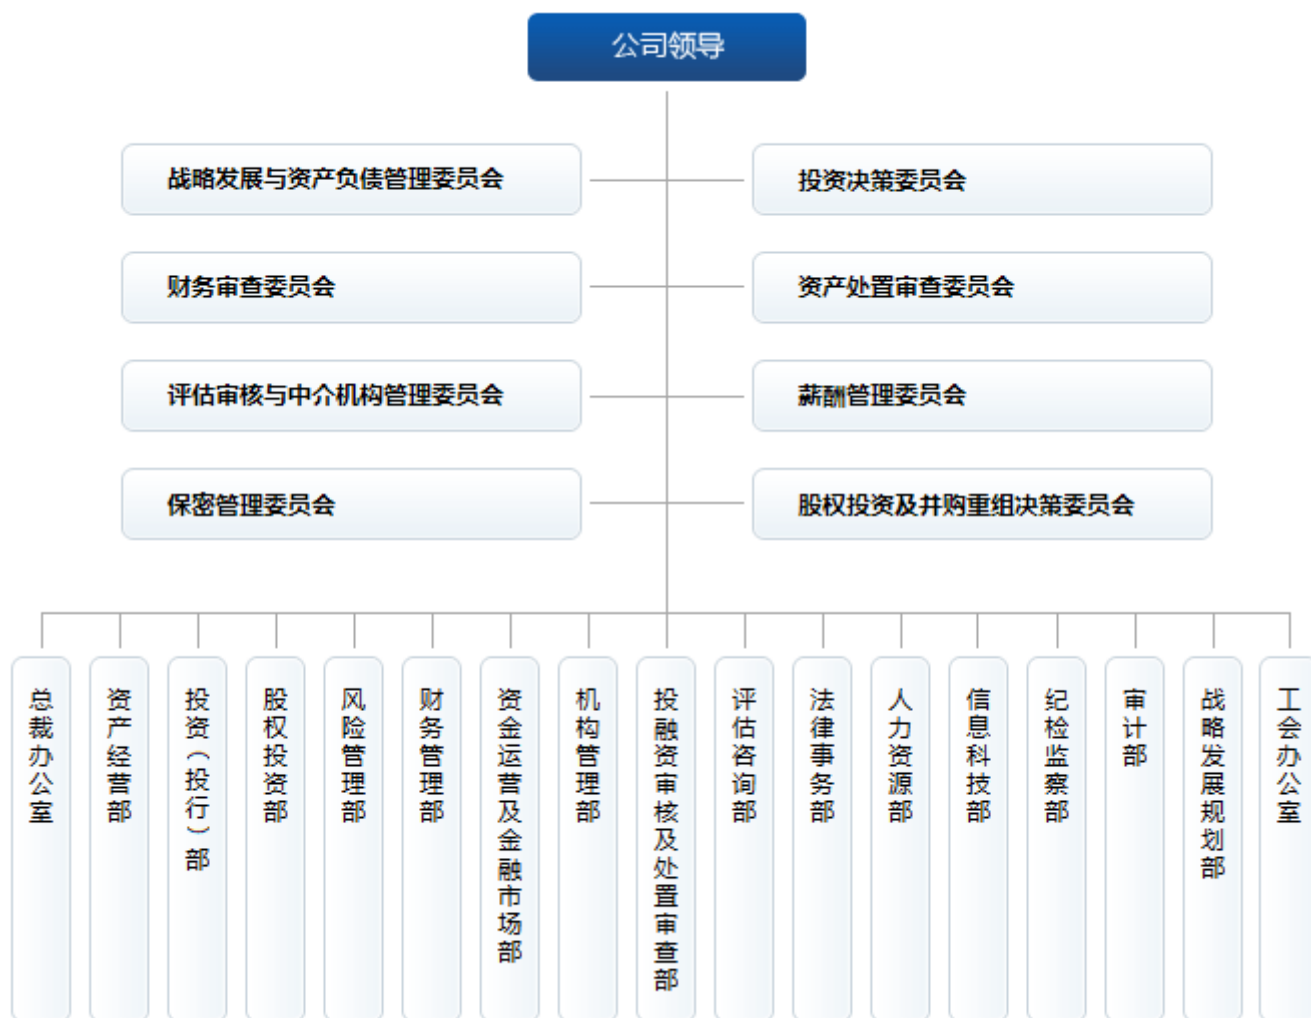 公司领导
战略发展与资产负债管理委员会
投资决策委员会
财务审查委员会
资产处置审查委员会
评估审核与中介机构管理委员会
薪酬管理委员会
保密管理委员会
股权投资及并购重组决策委员会
总裁办公室
资产经营部
投资（投行）部
股权投资部
风险管理部
财务管理部
资金运营及金融市场部
机构管理部
投融资审核及处置审查部
评估咨询部
法律事务部
人力资源部
信息科技部
纪检监察部
审计部
战略发展规划部
工会办公室